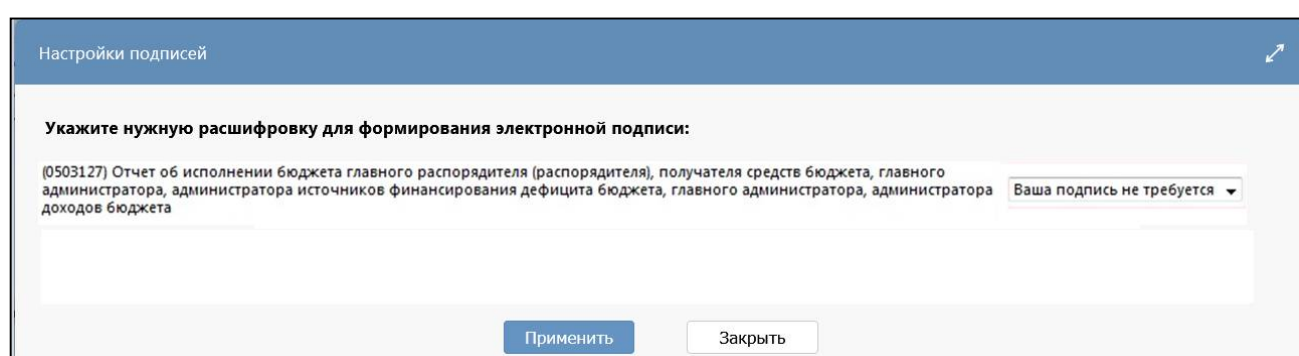 Настройки подписей
Укажите нужную расшифровку для формирования электронной подписи:
(0503127) Отчет об исполнении бюджета главного распорядителя (распорядителя), получателя средств бюджета, главного
администратора, администратора источников финансирования дефицита бюджета, главного администратора, администратора
доходов бюджета
Ваша подпись не требуется
Применить
Закрыть